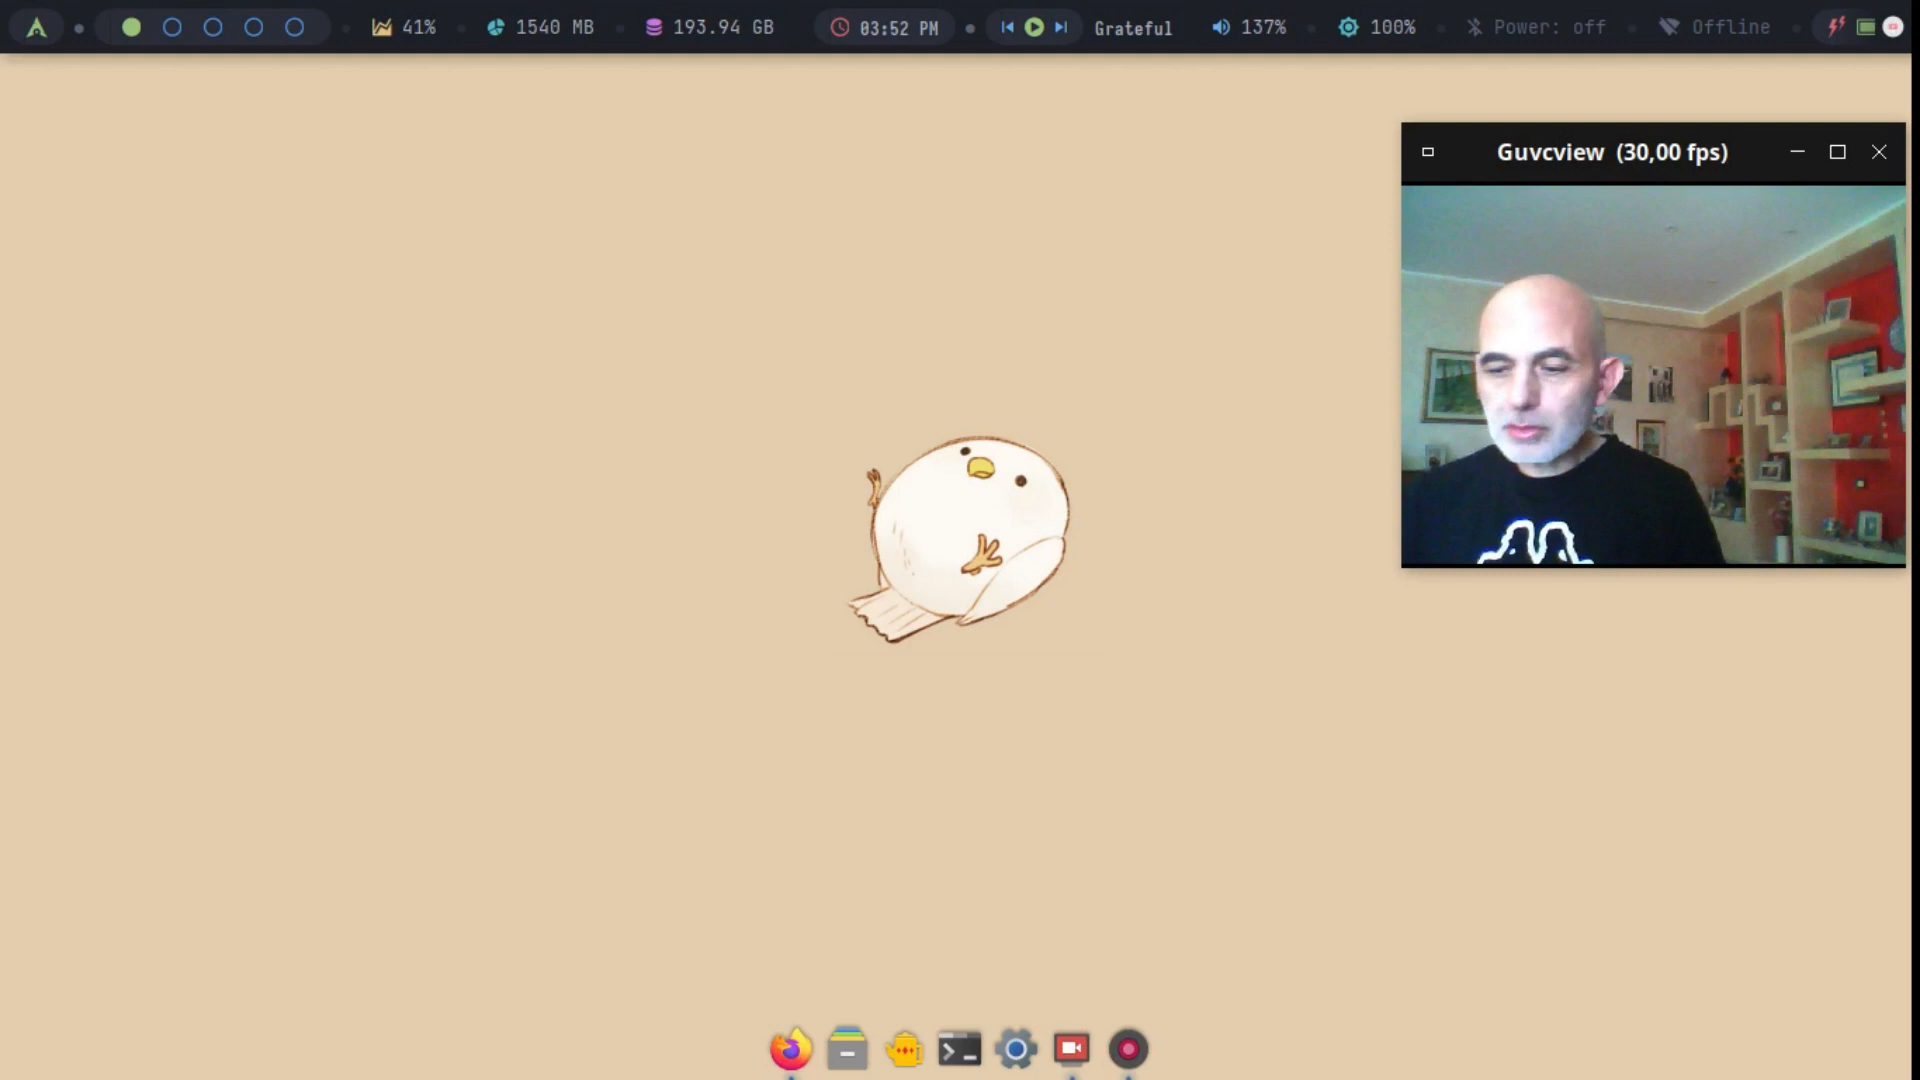 41% 1540 MB 193.94 GB 03:52 PM Grateful 137% 100% Power: off Offline
Guvcview (30,00 fps)